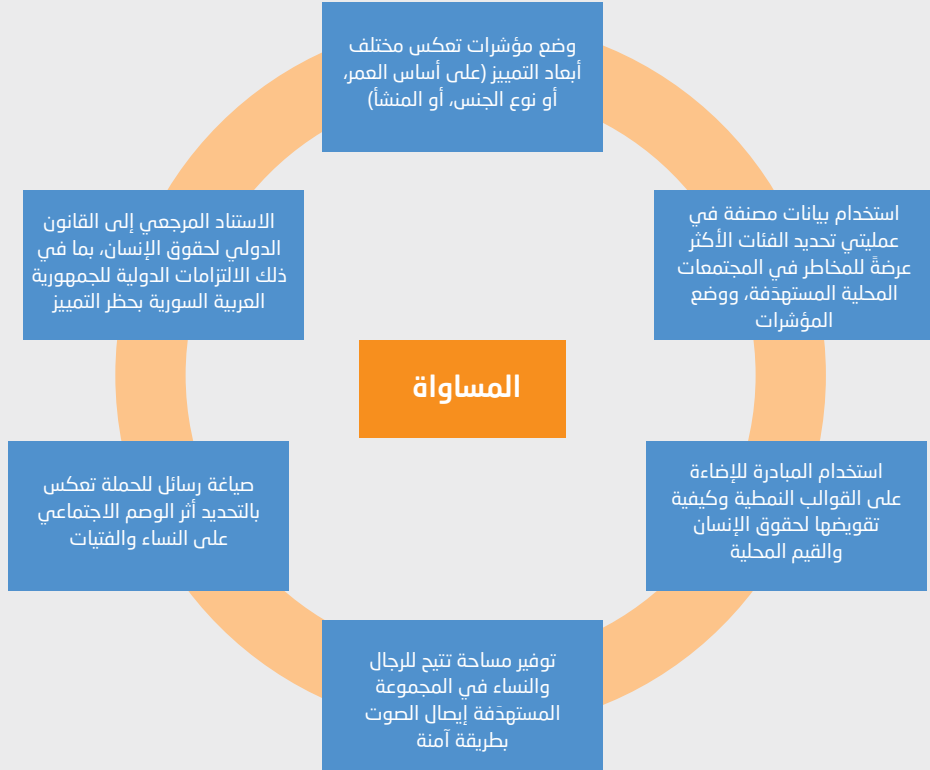 وضع مؤشرات تعكس مختلف
أبعاد التمييز (على أساس العمر،
أو نوع الجنس، أو المنشأ)
استخدام بيانات مصنفة في
عمليتي تحديد الفئات الأكثر
عرضةً للمخاطر في المجتمعات
المحلية المستهدَفة، ووضع
المؤشرات
الاستناد المرجعي إلى القانون
الدولي لحقوق الإنسان، بما في
ذلك الالتزامات الدولية للجمهورية
العربية السورية بحظر التمييز
المساواة
استخدام المبادرة للإضاءة
على القوالب النمطية وكيفية
تقويضها لحقوق الإنسان
والقيم المحلية
صياغة رسائل للحملة تعكس
بالتحديد أثر الوصم الاجتماعي
على النساء والفتيات
توفير مساحة تتيح للرجال
والنساء في المجموعة
المستهدَفة إيصال الصوت
بطريقة آمنة